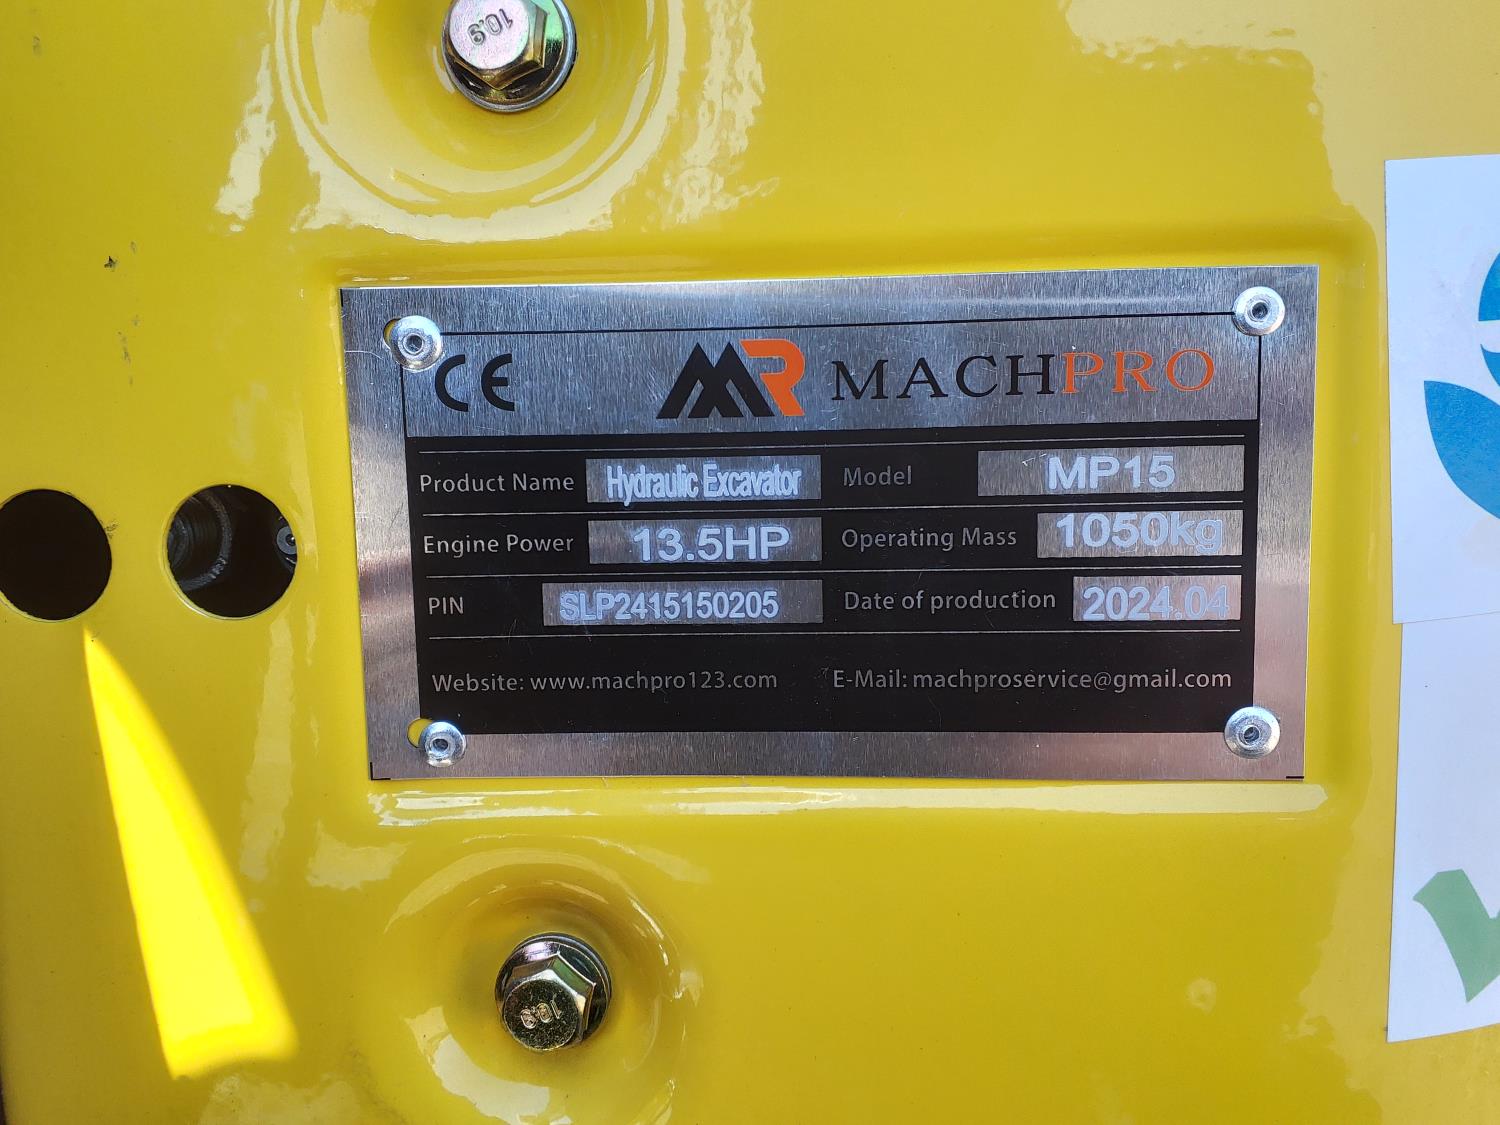 10.9
CE MR MACHPRO
Product Name Hydraulic Excavator Model MP15
Engine Power 13.5HP Operating Mass 1050kg
PIN SLP2415150205 Date of production 2024.04
Website: www.machpro123.com E-Mail: machproservice@gmail.com
10.9